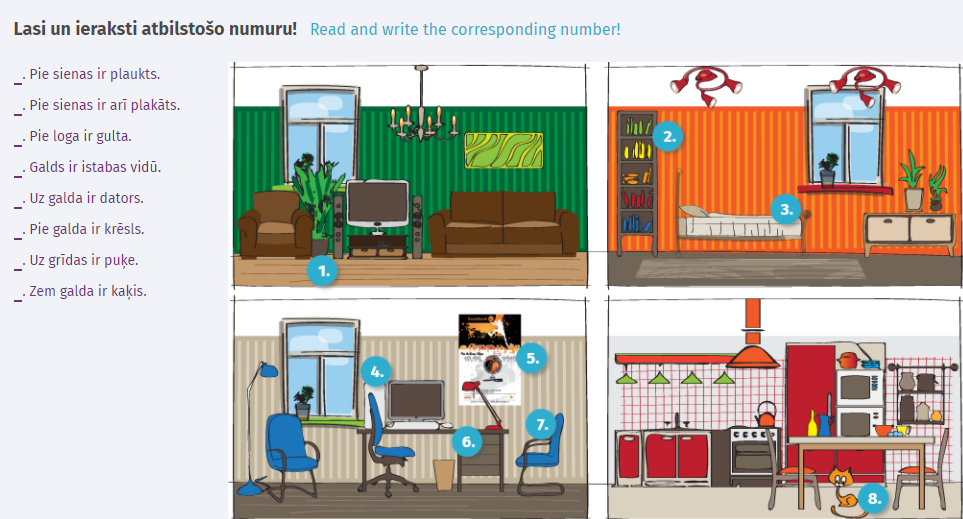 Lasi un ieraksti atbilstošo numuru! Read and write the corresponding number!
_. Pie sienas ir plaukts.
_. Pie sienas ir arī plakāts.
_. Pie loga ir gulta.
_. Galds ir istabas vidū.
_. Uz galda ir dators.
_. Pie galda ir krēsls.
_. Uz grīdas ir puķe.
_. Zem galda ir kaķis.
1.
2.
3.
4.
5.
6.
7.
8.